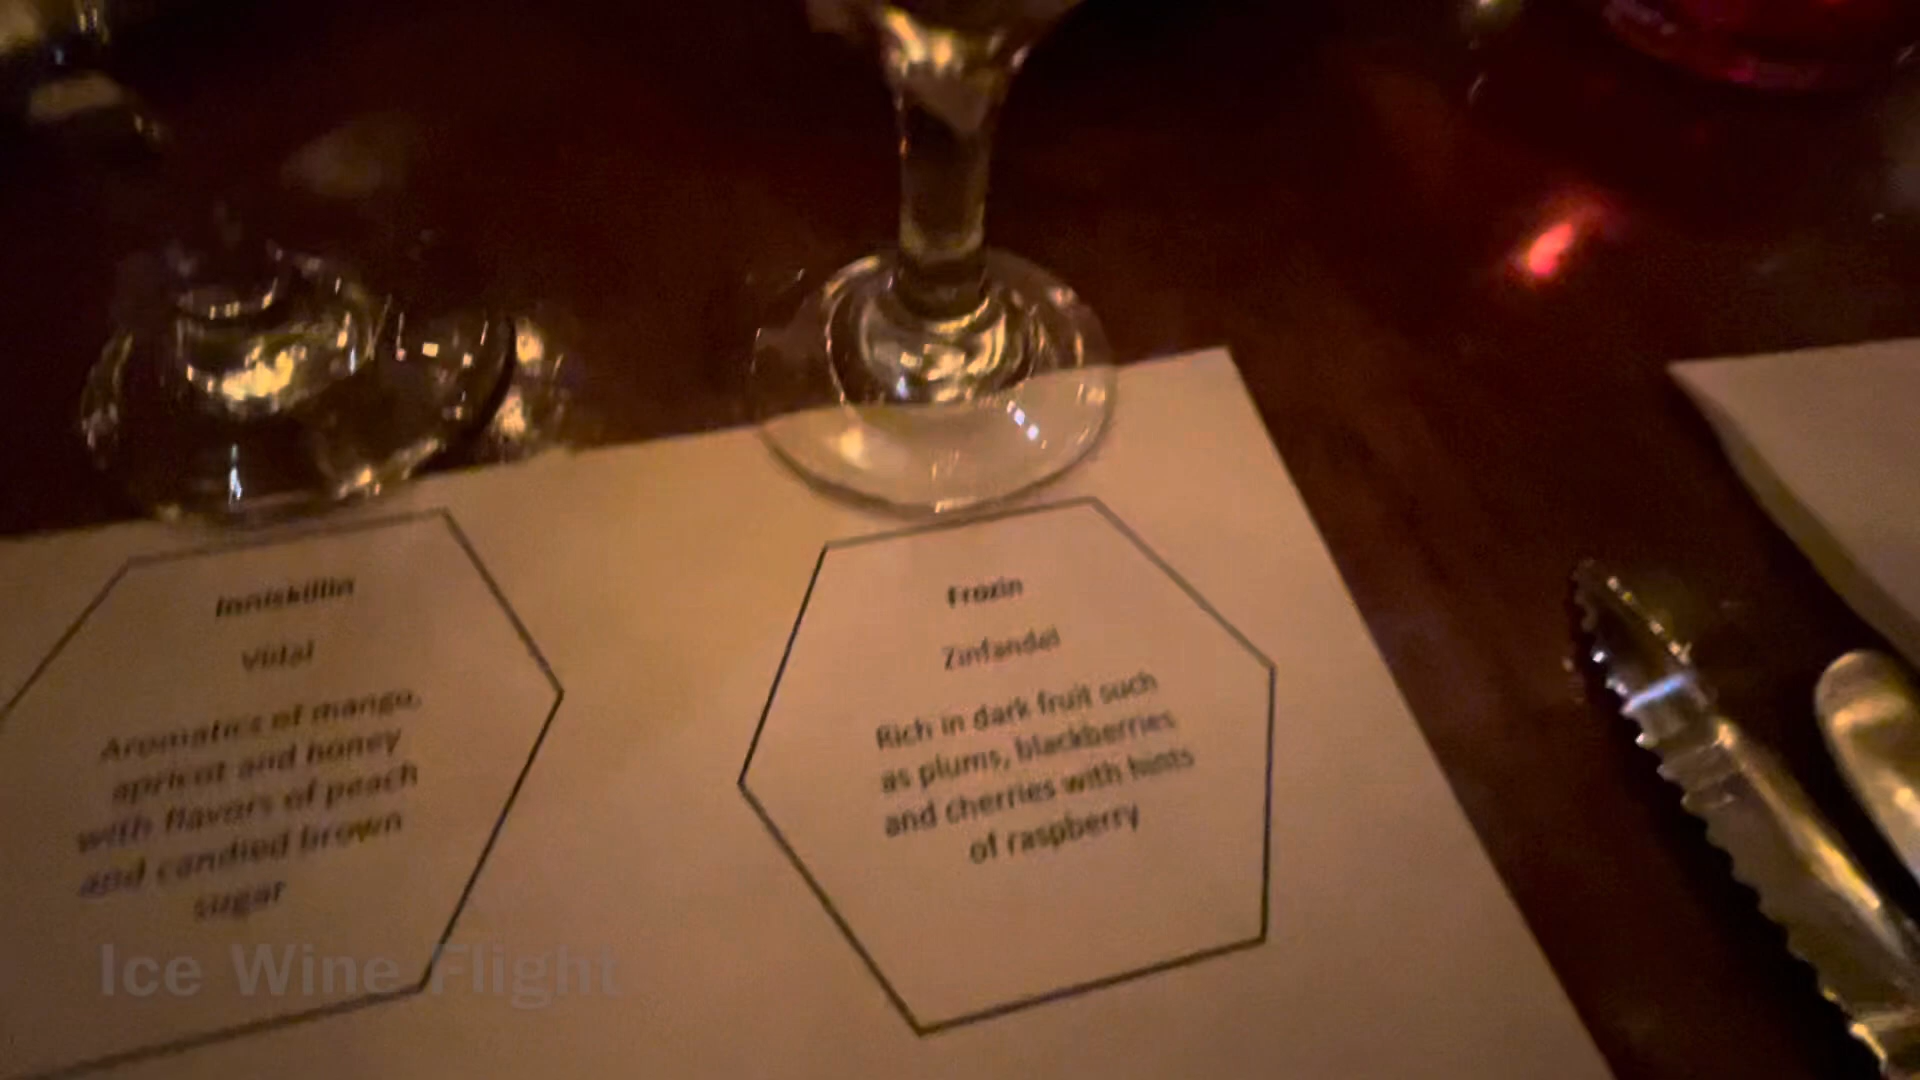 Inniskillin
Vidal
Aromatics of mango,
apricot and honey
with flavors of peach
and candied brown
sugar
Frozin
Zinfandel
Rich in dark fruit such
as plums, blackberries
and cherries with hints
of raspberry
Ice Wine Flight